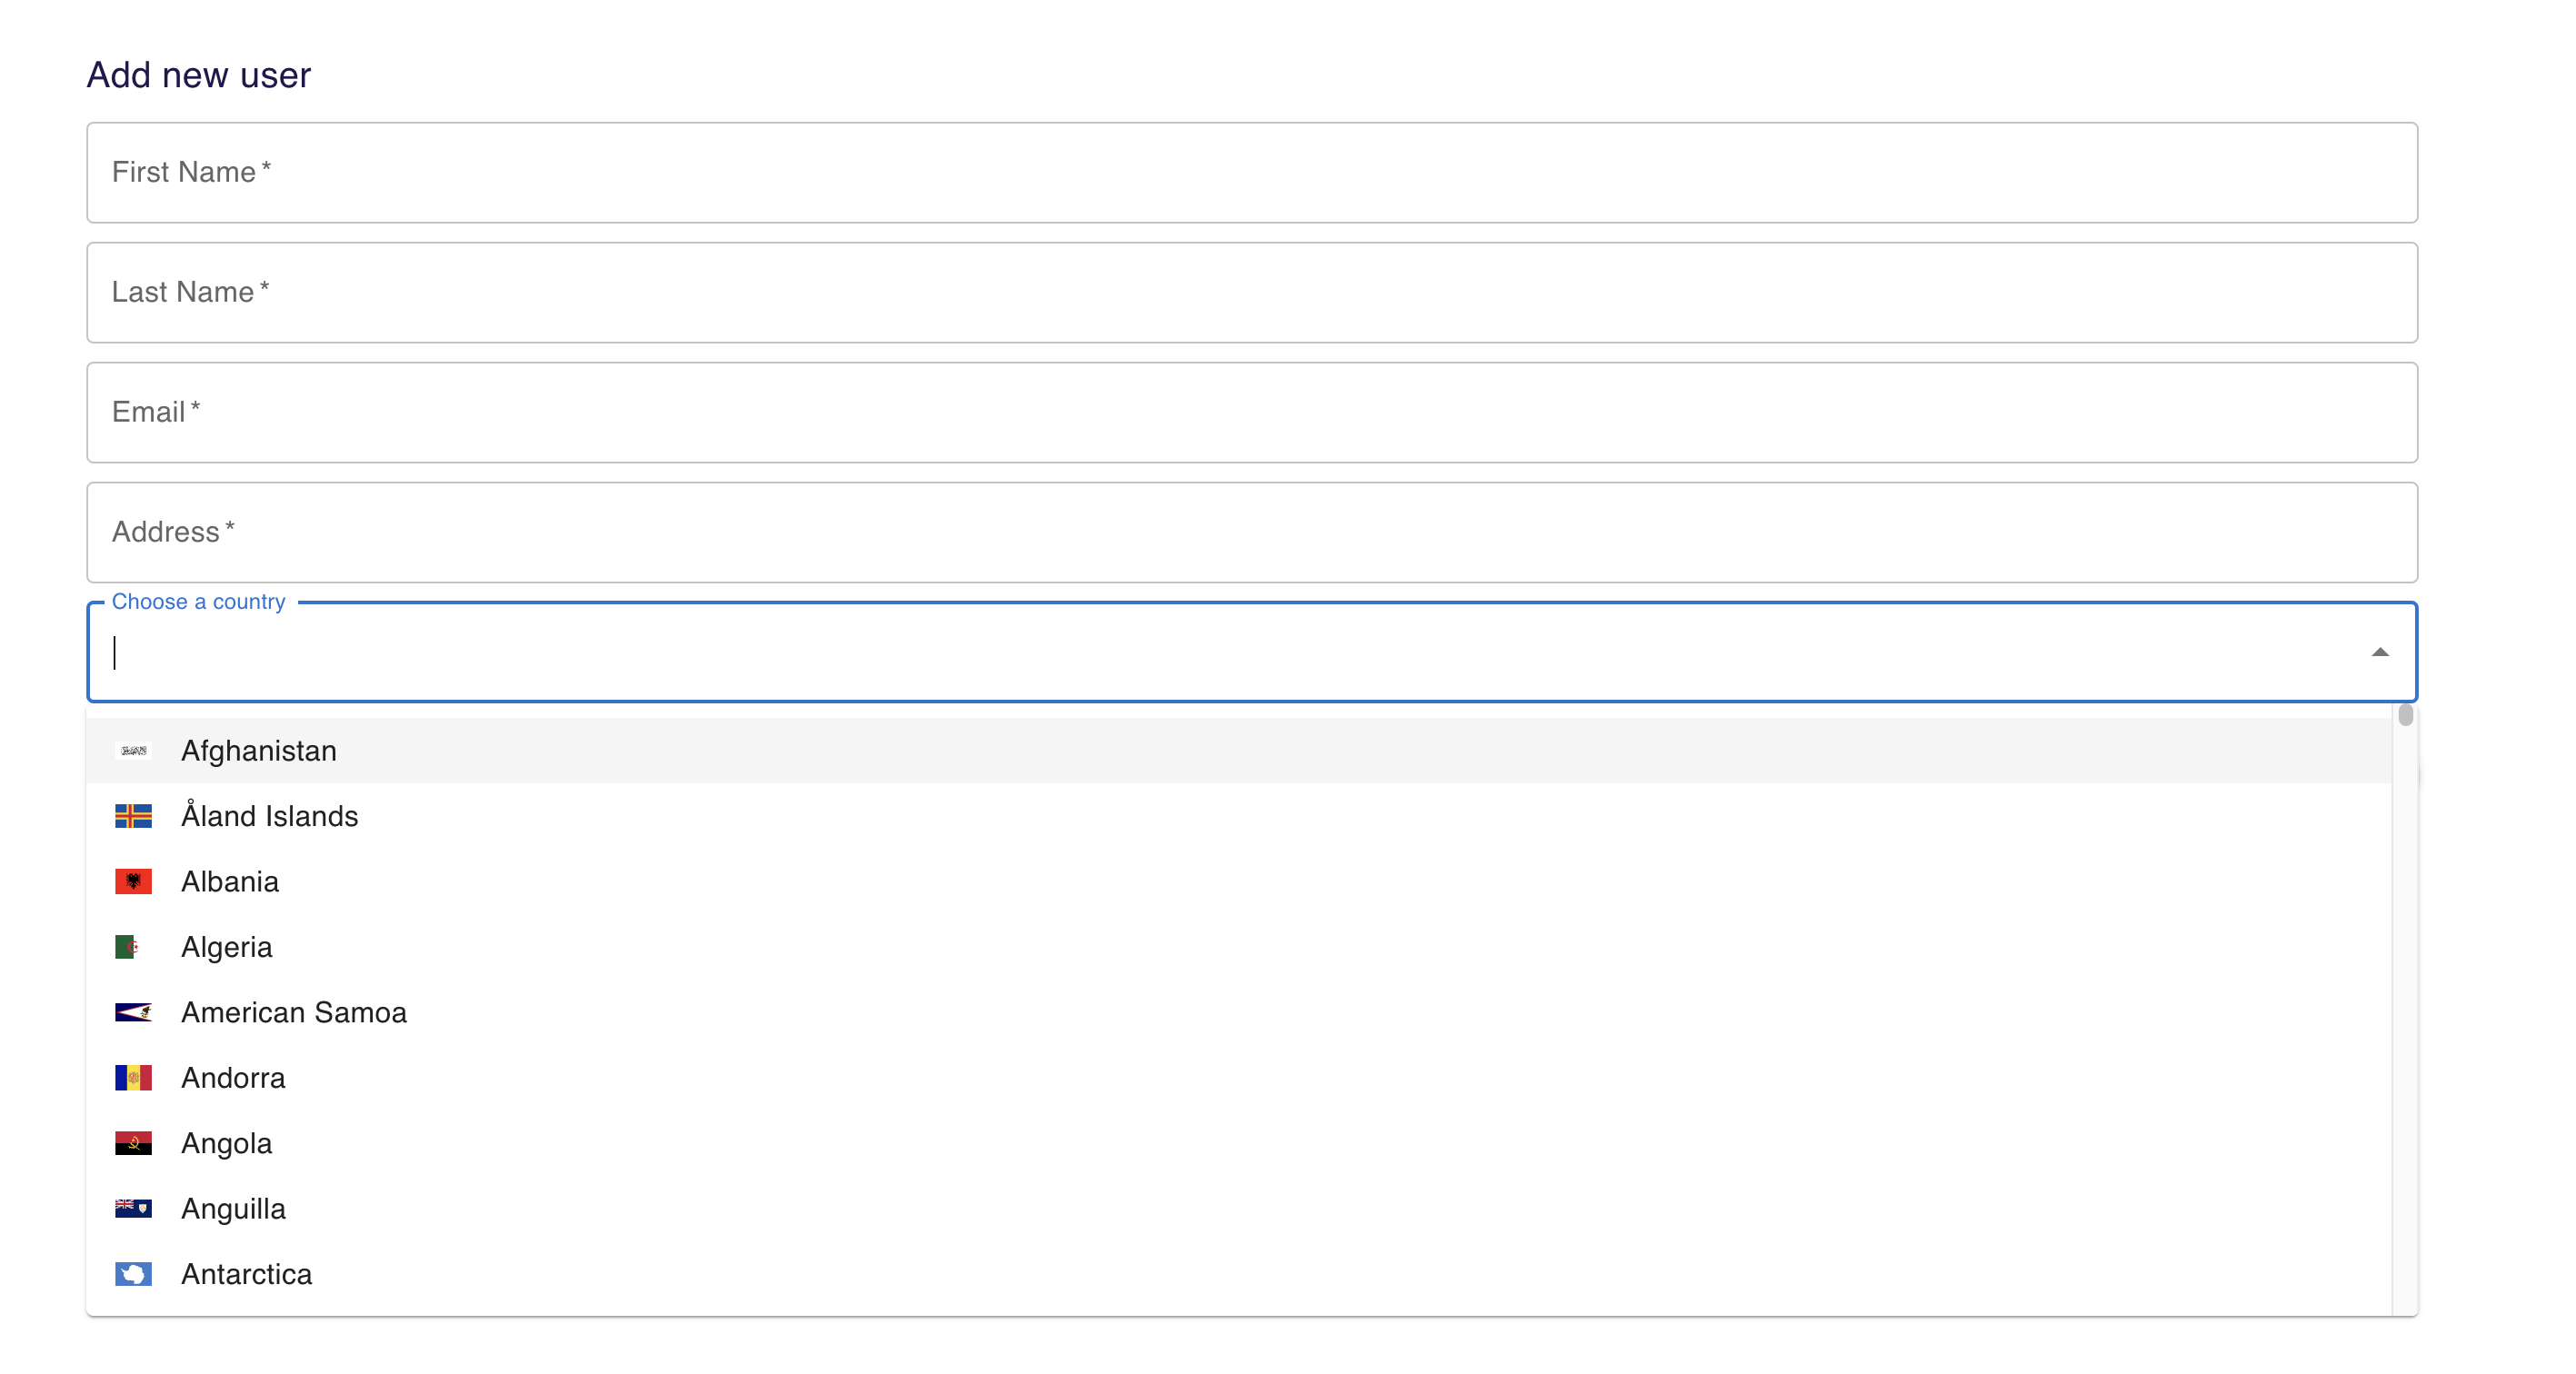 Add new user
First Name *
Last Name *
Email *
Address *
Choose a country
Afghanistan
Åland Islands
Albania
Algeria
American Samoa
Andorra
Angola
Anguilla
Antarctica